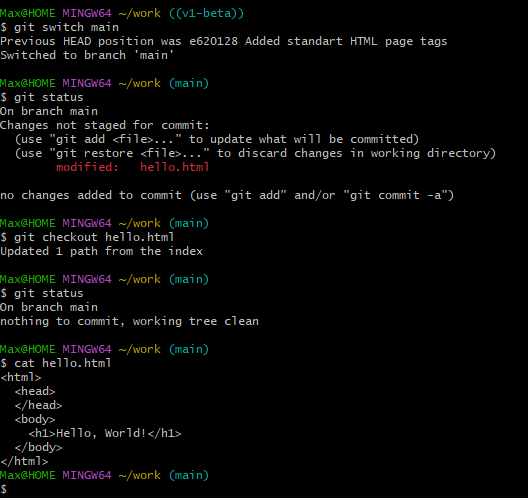 Max@HOME MINGW64 ~/work ((v1-beta))
$ git switch main
Previous HEAD position was e620128 Added standart HTML page tags
Switched to branch 'main'

Max@HOME MINGW64 ~/work (main)
$ git status
On branch main
Changes not staged for commit:
  (use "git add <file>..." to update what will be committed)
  (use "git restore <file>..." to discard changes in working directory)
        modified:   hello.html

no changes added to commit (use "git add" and/or "git commit -a")

Max@HOME MINGW64 ~/work (main)
$ git checkout hello.html
Updated 1 path from the index

Max@HOME MINGW64 ~/work (main)
$ git status
On branch main
nothing to commit, working tree clean

Max@HOME MINGW64 ~/work (main)
$ cat hello.html
<html>
  <head>
  </head>
  <body>
    <h1>Hello, World!</h1>
  </body>
</html>
Max@HOME MINGW64 ~/work (main)
$